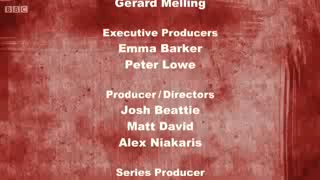 BBC
Gerard Melling
Executive Producers
Emma Barker
Peter Lowe
Producer / Directors
Josh Beattie
Matt David
Alex Niakaris
Series Producer